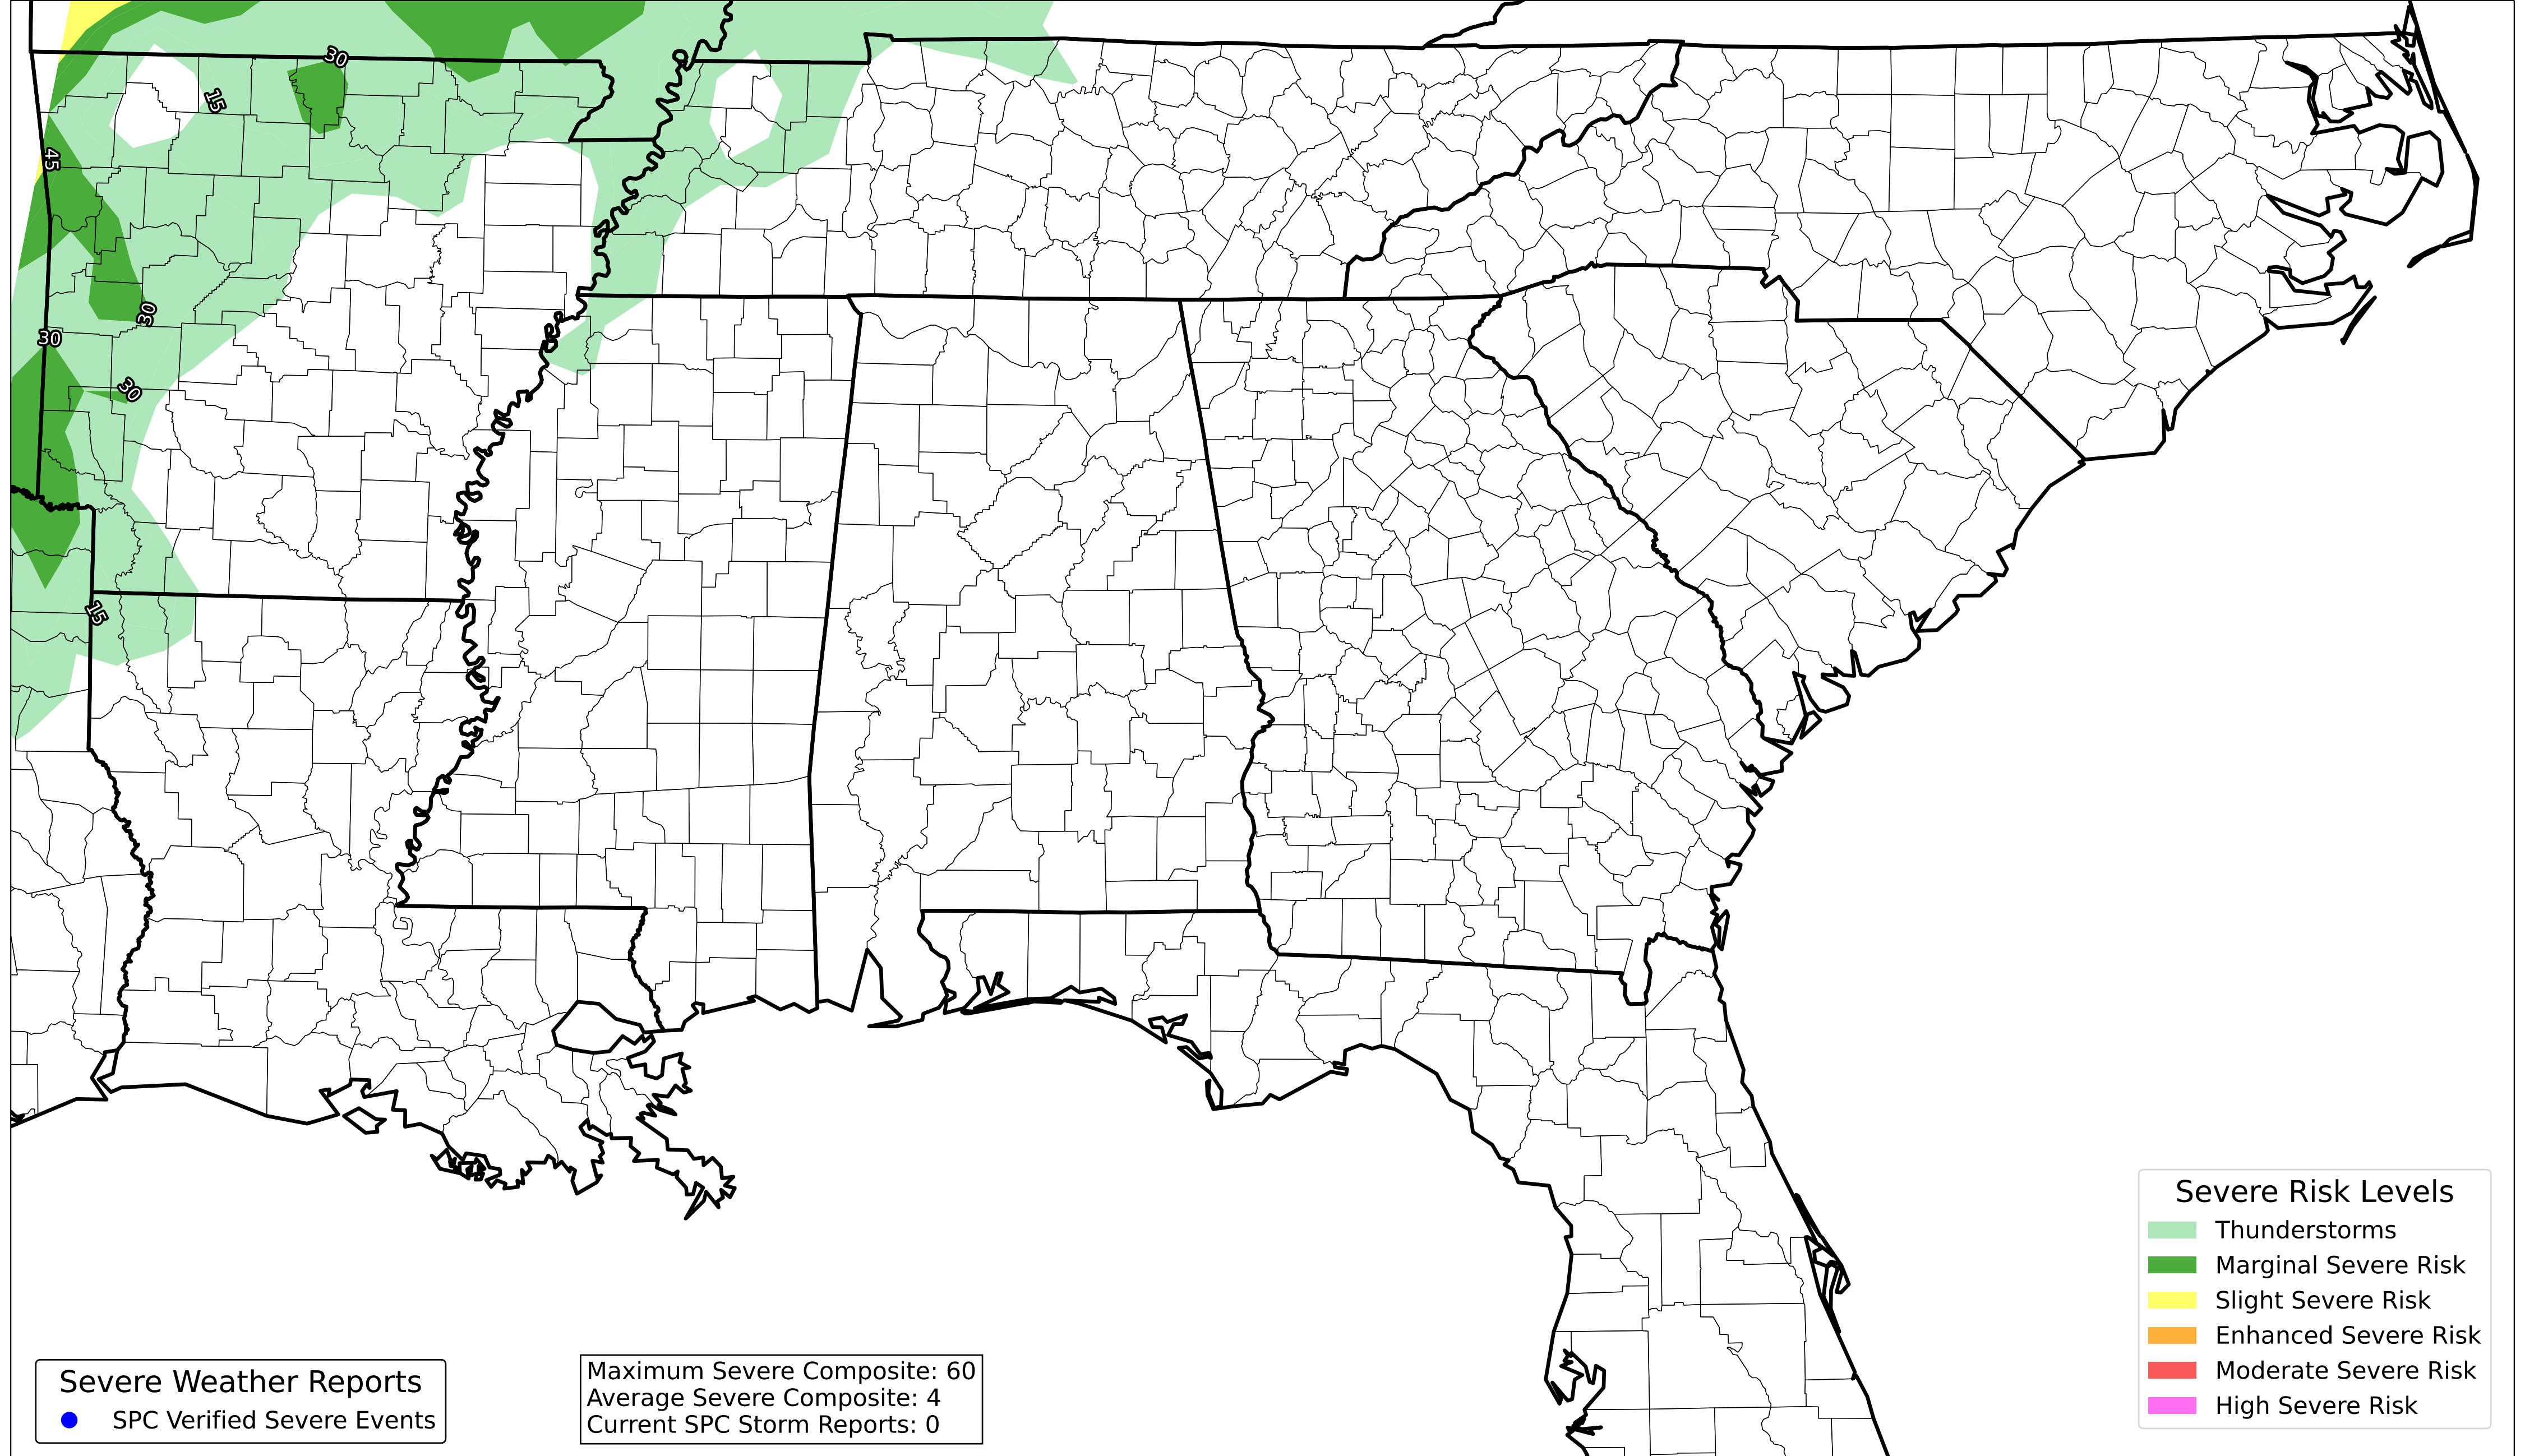 30
15
45
30
30
30
15
Severe Risk Levels
Thunderstorms
Marginal Severe Risk
Slight Severe Risk
Enhanced Severe Risk
Moderate Severe Risk
High Severe Risk
Severe Weather Reports
SPC Verified Severe Events
Maximum Severe Composite: 60
Average Severe Composite: 4
Current SPC Storm Reports: 0